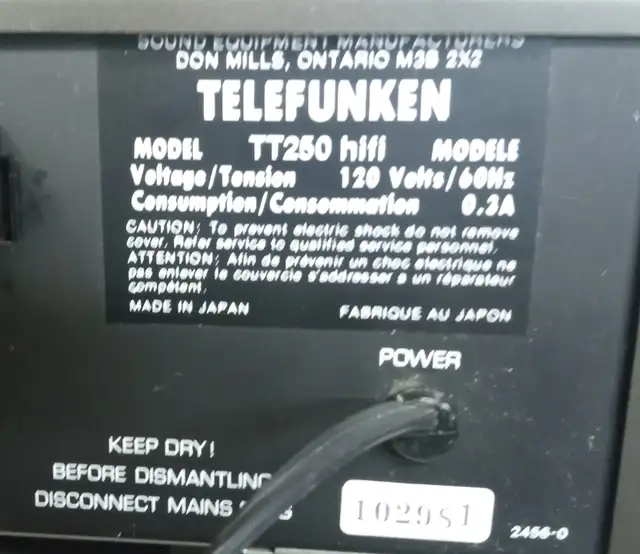 SOUND EQUIPMENT MANUFACTURERS
DON MILLS, ONTARIO M3B 2X2
TELEFUNKEN
MODEL TT250 hifi MODELE
Voltage/Tension 120 Volts/60Hz
Consumption/Consommation 0.3A
CAUTION: To prevent electric shock do not remove
cover. Refer service to qualified service personnel.
ATTENTION: Afin de prévenir un choc electrique ne
pas enlever le couvercle s'addresser a un réparateur
compétent.
MADE IN JAPAN FABRIQUE AU JAPON
POWER
KEEP DRY!
BEFORE DISMANTLING
DISCONNECT MAINS
102981
2456-0